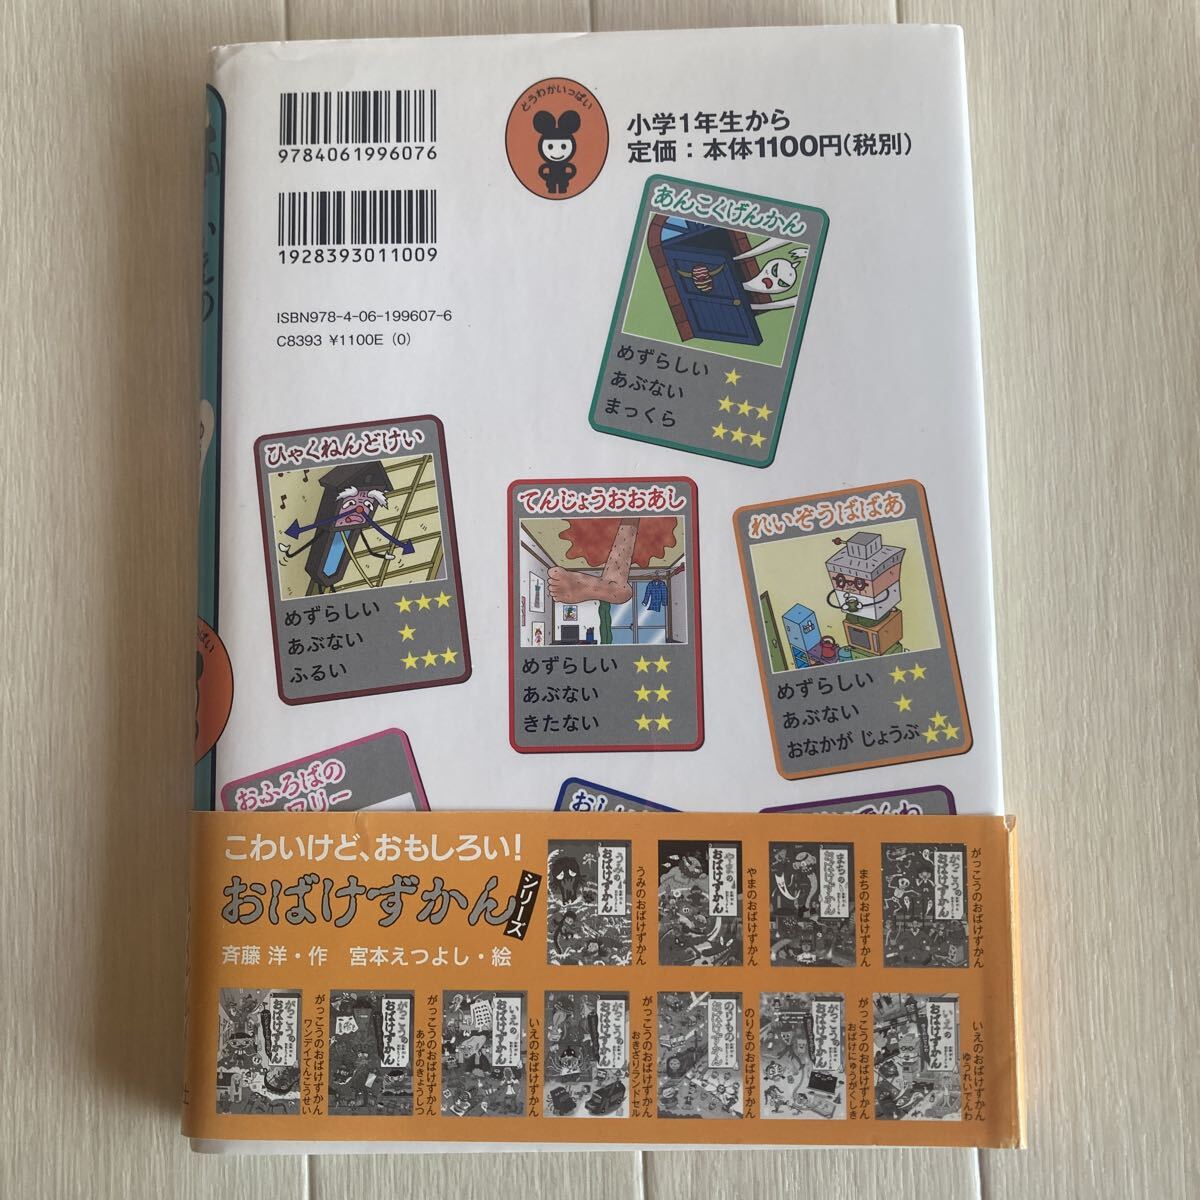 9784061996076
1928393011009
ISBN978-4-06-199607-6
C8393 ¥1100E (0)
どうわがいっぱい
小学1年生から
定価：本体1100円(税別)
あんこくげんかん
めずらしい ★
あぶない ★★★
まっくら ★★★
ひゃくねんどけい
めずらしい ★★★
あぶない ★
ふるい ★★★
てんじょうおおあし
めずらしい ★★
あぶない ★★
きたない ★★
れいぞうばばあ
めずらしい ★★
あぶない ★
おなかが じょうぶ ★★★
おふろばの
こわいけど、おもしろい!
おばけずかん
シリーズ
斉藤 洋・作 宮本えつよし・絵
うみのおばけずかん
やまのおばけずかん
まちのおばけずかん
がっこうのおばけずかん
がっこうのおばけずかん
ワンデイてんこうせい
がっこうのおばけずかん
あかずのきょうしつ
いえのおばけずかん
がっこうのおばけずかん
おきざりランドセル
のりものおばけずかん
がっこうのおばけずかん
おばけにゅうがくしき
いえのおばけずかん
ゆうれいでんわ